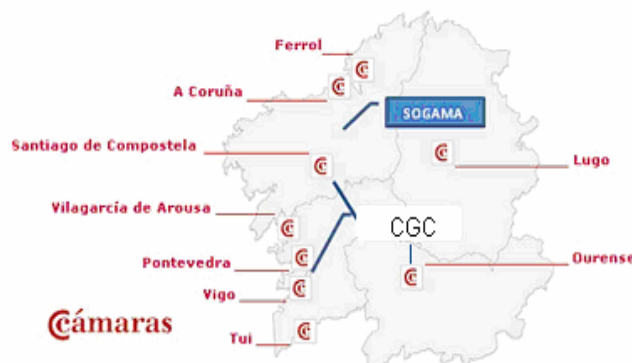 Ferrol
A Coruña
SOGAMA
Santiago de Compostela
Lugo
Vilagarcía de Arousa
CGC
Pontevedra
Ourense
Vigo
Cámaras
Tui